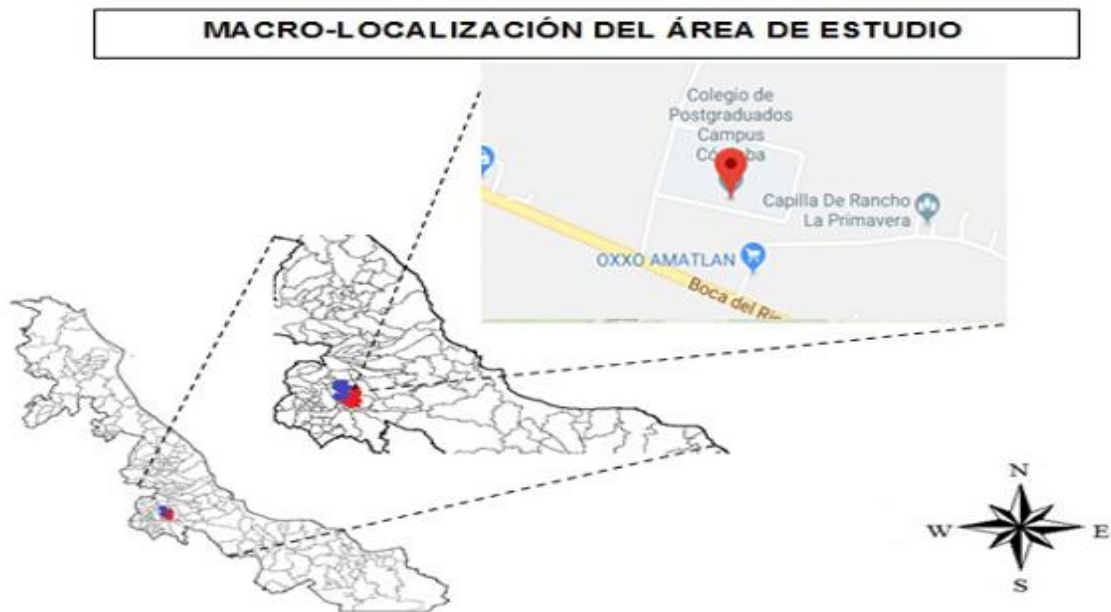 MACRO-LOCALIZACIÓN DEL ÁREA DE ESTUDIO
Colegio de
Postgraduados
Campus
Capilla De Rancho
La Primavera
OXXO AMATLAN
Boca del
N
W
E
S